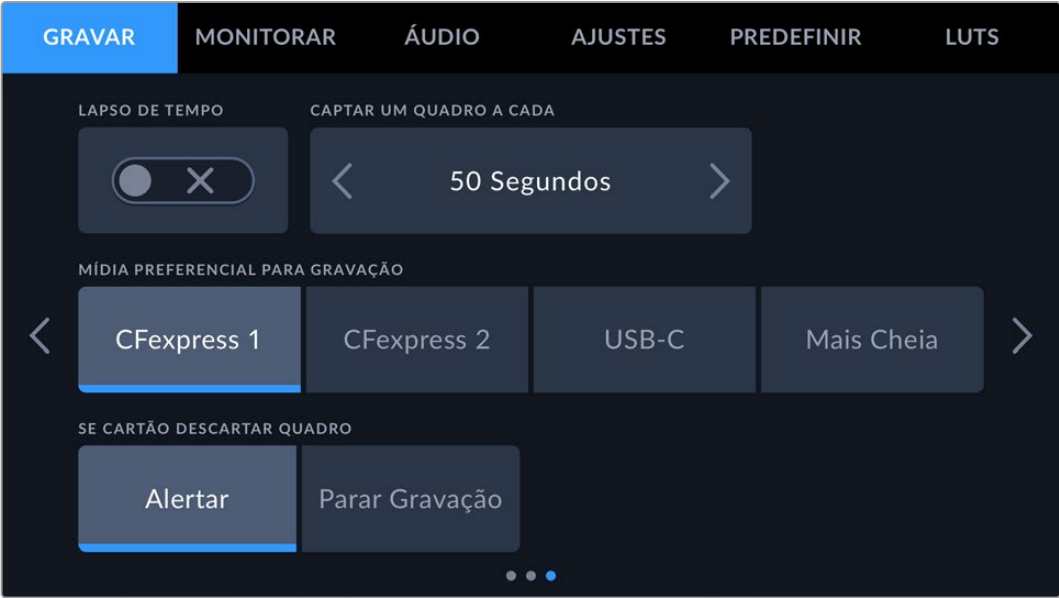 GRAVAR MONITORAR ÁUDIO AJUSTES PREDEFINIR LUTS
LAPSO DE TEMPO CAPTAR UM QUADRO A CADA
50 Segundos
MÍDIA PREFERENCIAL PARA GRAVAÇÃO
CFexpress 1 CFexpress 2 USB-C Mais Cheia
SE CARTÃO DESCARTAR QUADRO
Alertar Parar Gravação